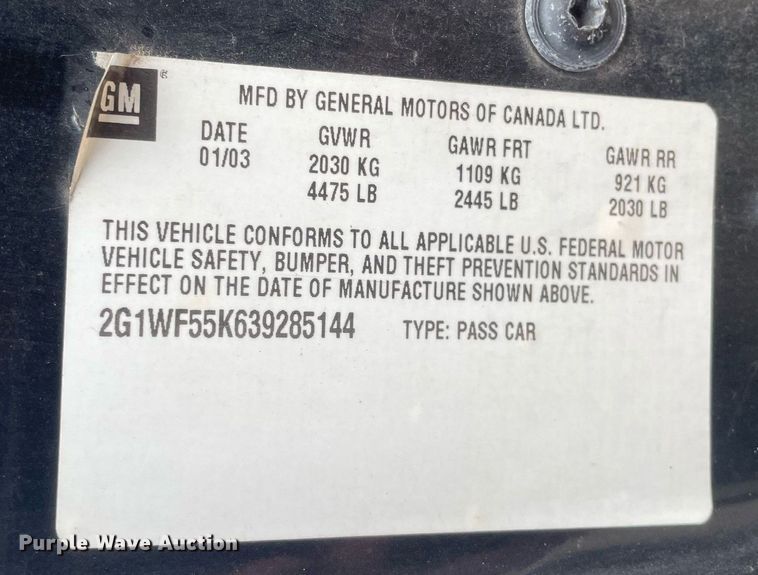 GM
MFD BY GENERAL MOTORS OF CANADA LTD.
DATE GVWR GAWR FRT GAWR RR
01/03 2030 KG 1109 KG 921 KG
4475 LB 2445 LB 2030 LB
THIS VEHICLE CONFORMS TO ALL APPLICABLE U.S. FEDERAL MOTOR
VEHICLE SAFETY, BUMPER, AND THEFT PREVENTION STANDARDS IN
EFFECT ON THE DATE OF MANUFACTURE SHOWN ABOVE.
2G1WF55K639285144 TYPE: PASS CAR
Purple Wave Auction